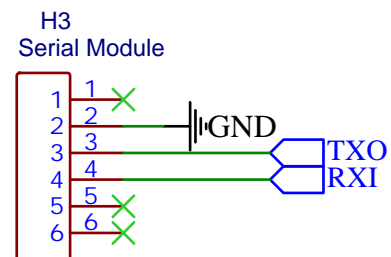 H3
Serial Module
1 1
2 2 GND
3 3 TXO
4 4 RXI
5 5
6 6